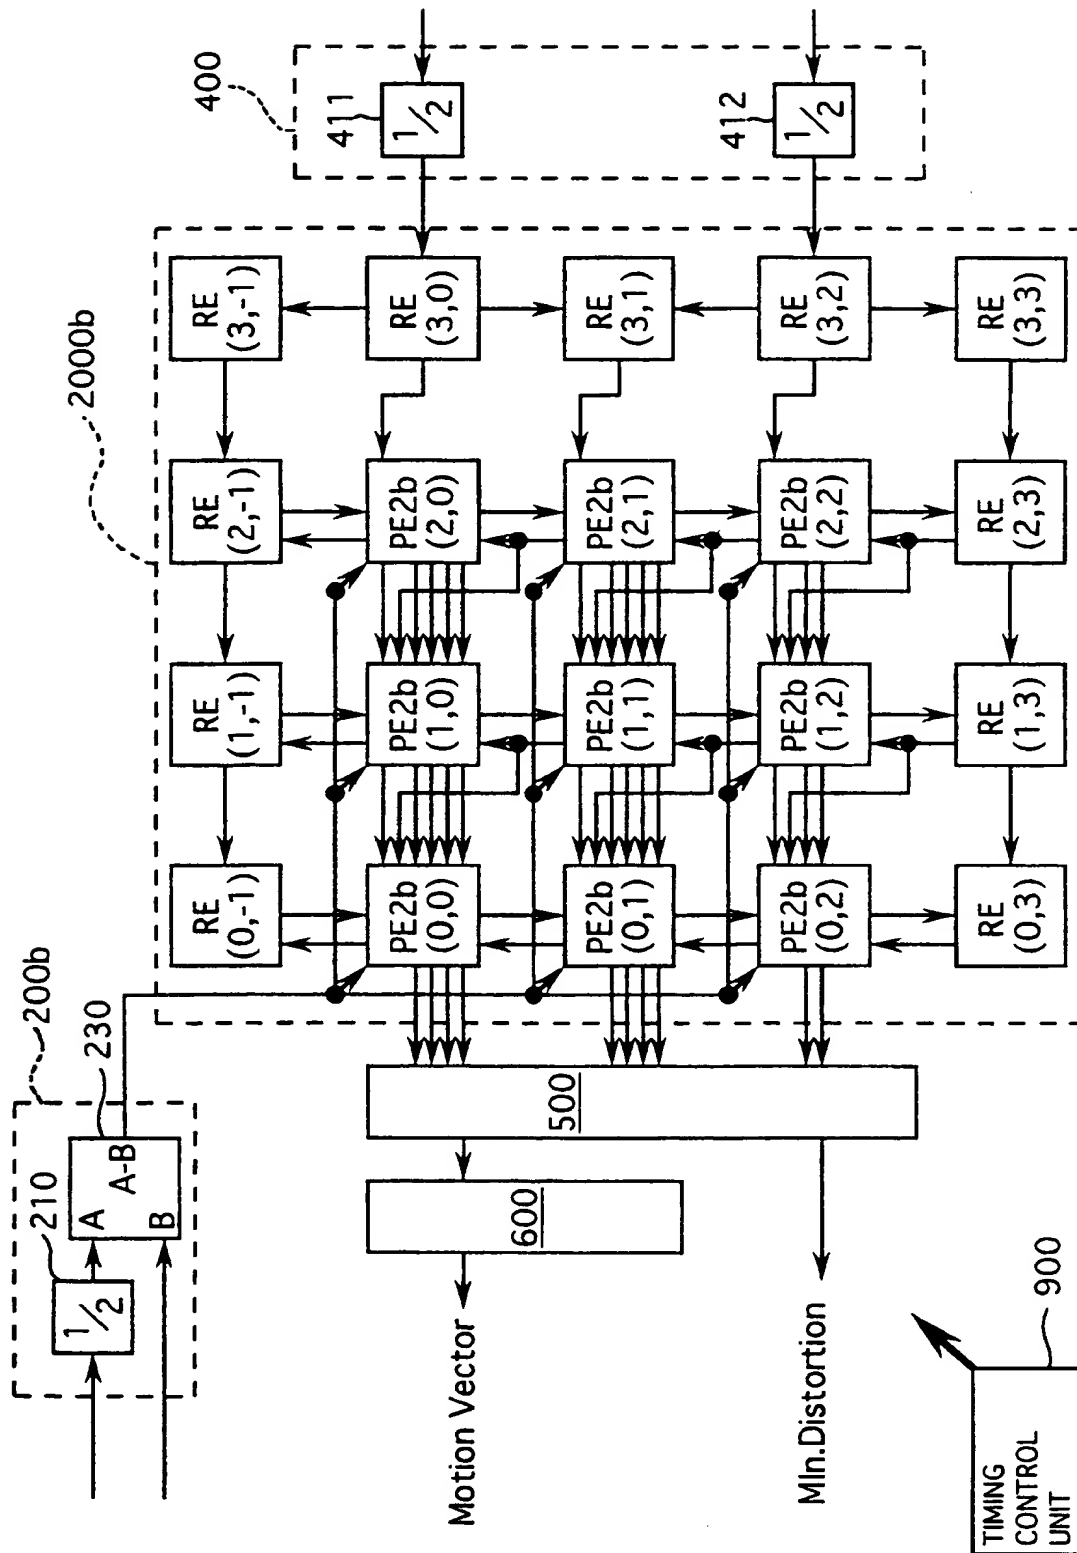 200b
210
1/2
A
A-B
B
230
2000b
400
RE
(0,-1)
RE
(1,-1)
RE
(2,-1)
RE
(3,-1)
411
1/2
PE2b
(0,0)
PE2b
(1,0)
PE2b
(2,0)
RE
(3,0)
Motion Vector
600
500
PE2b
(0,1)
PE2b
(1,1)
PE2b
(2,1)
RE
(3,1)
412
1/2
MIn.Distortion
PE2b
(0,2)
PE2b
(1,2)
PE2b
(2,2)
RE
(3,2)
RE
(0,3)
RE
(1,3)
RE
(2,3)
RE
(3,3)
TIMING
CONTROL
UNIT
900